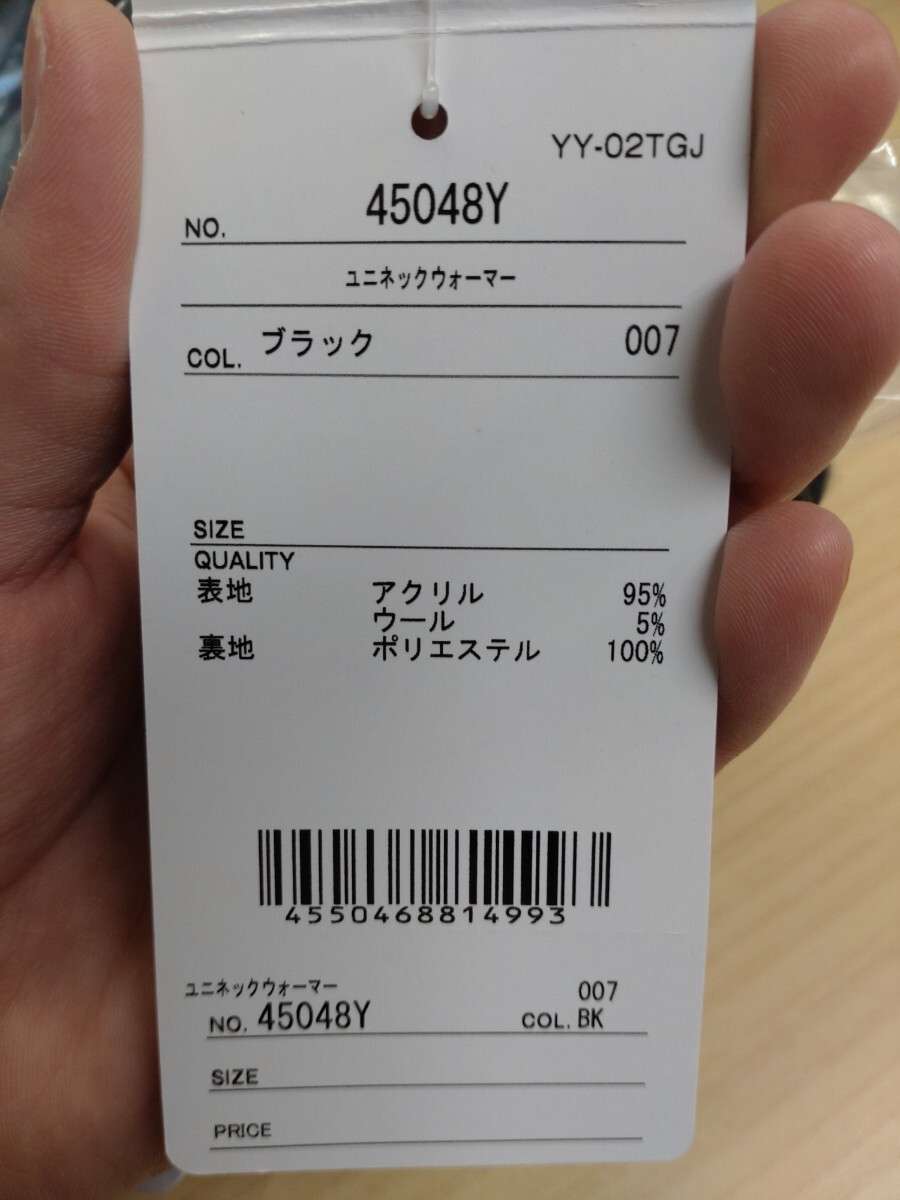 YY-02TGJ
NO. 45048Y
ユニネックウォーマー
COL. ブラック 007
SIZE
QUALITY
表地 アクリル 95%
ウール 5%
裏地 ポリエステル 100%
4550468814993
ユニネックウォーマー 007
NO. 45048Y COL. BK
SIZE
PRICE